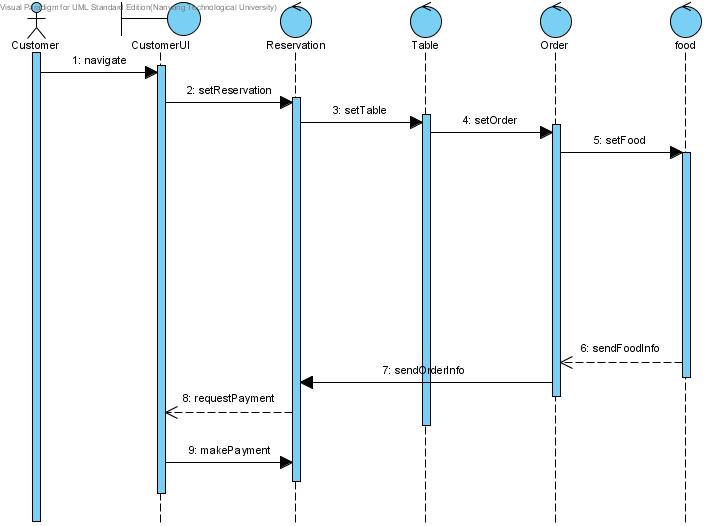 Visual Paradigm for UML Standard Edition(Nanyang Technological University)
Customer
CustomerUI
Reservation
Table
Order
food
1: navigate
2: setReservation
3: setTable
4: setOrder
5: setFood
6: sendFoodInfo
7: sendOrderInfo
8: requestPayment
9: makePayment